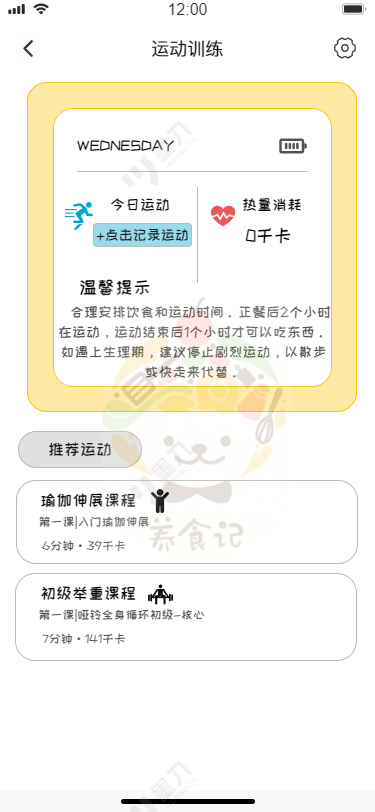 12:00
运动训练
WEDNESDAY
今日运动
热量消耗
+点击记录运动
0千卡
温馨提示
合理安排饮食和运动时间。正餐后2个小时
在运动，运动结束后1个小时才可以吃东西。
如遇上生理期，建议停止剧烈运动，以散步
或快走来代替。
推荐运动
瑜伽伸展课程
第一课|入门瑜伽伸展
6分钟·39千卡
养食记
初级举重课程
第一课|哑铃全身循环初级-核心
7分钟·141千卡